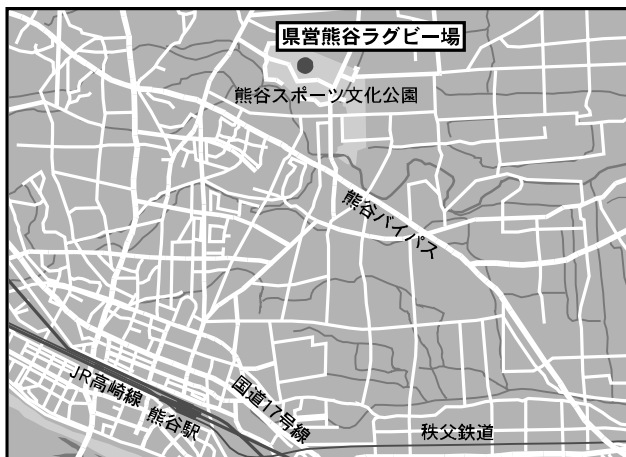 県営熊谷ラグビー場
熊谷スポーツ文化公園
熊谷バイパス
JR高崎線
熊谷駅
国道17号線
秩父鉄道